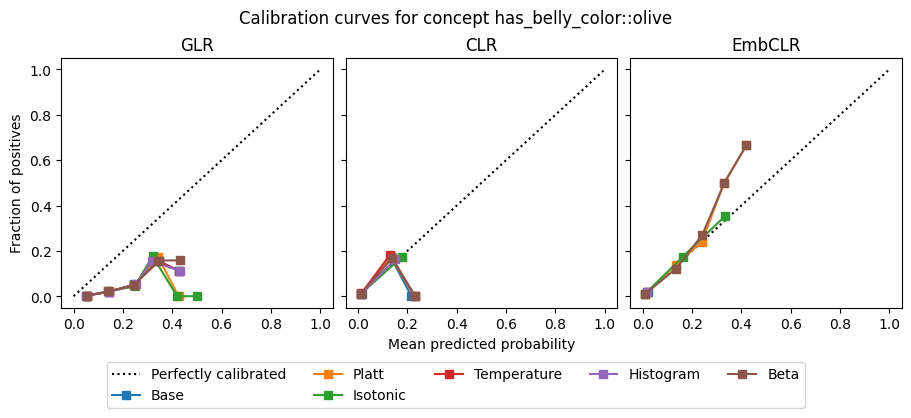 Calibration curves for concept has_belly_color::olive
GLR
CLR
EmbCLR
1.0
0.8
0.6
0.4
0.2
0.0
Fraction of positives
0.0 0.2 0.4 0.6 0.8 1.0
0.0 0.2 0.4 0.6 0.8 1.0
0.0 0.2 0.4 0.6 0.8 1.0
Mean predicted probability
Perfectly calibrated
Base
Platt
Isotonic
Temperature
Histogram
Beta